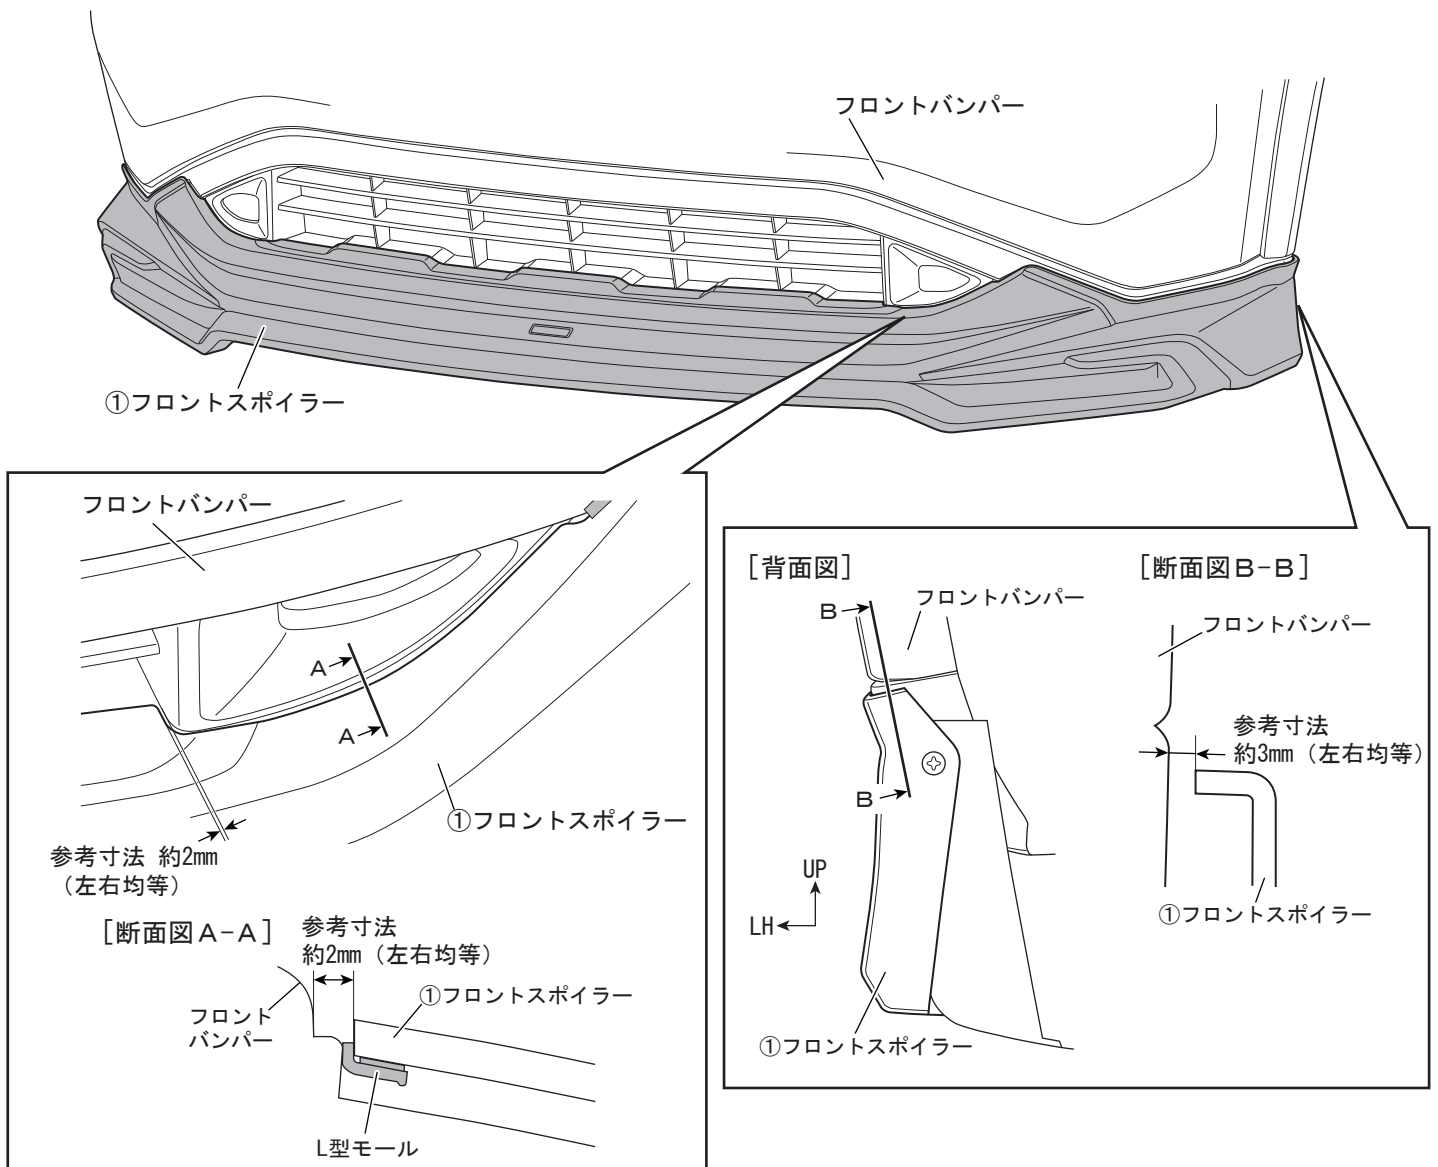 フロントバンパー
①フロントスポイラー
フロントバンパー
A
A
①フロントスポイラー
参考寸法 約2mm
（左右均等）
［断面図A-A］
参考寸法
約2mm（左右均等）
①フロントスポイラー
フロント
バンパー
L型モール
［背面図］
B
フロントバンパー
B
UP
LH
①フロントスポイラー
［断面図B-B］
フロントバンパー
参考寸法
約3mm（左右均等）
①フロントスポイラー